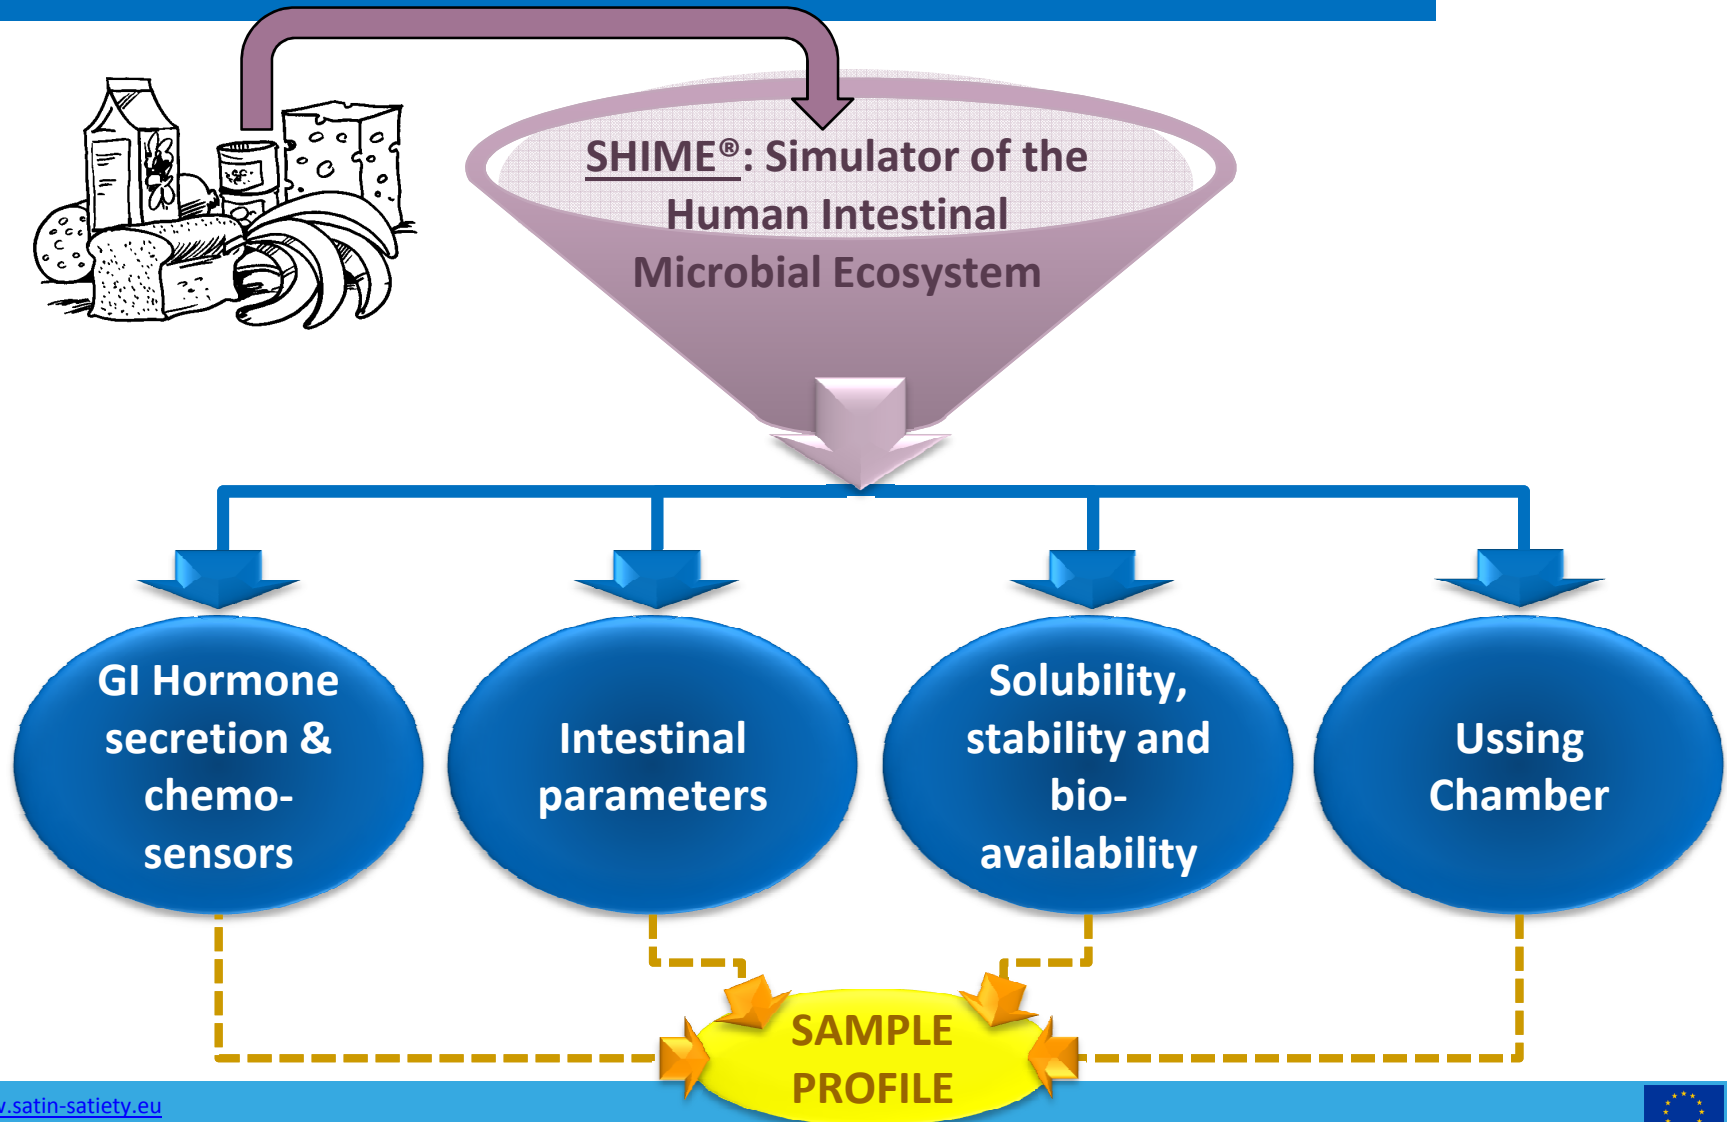 SHIME®: Simulator of the
Human Intestinal
Microbial Ecosystem
GI Hormone
secretion &
chemo-
sensors
Intestinal
parameters
Solubility,
stability and
bio-
availability
Ussing
Chamber
SAMPLE
PROFILE
.satin-satiety.eu